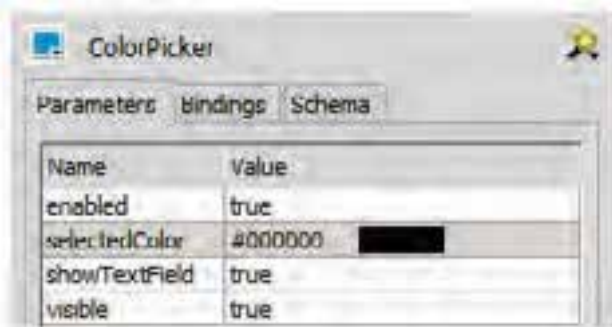 ColorPicker
Parameters Bindings Schema
Name Value
enabled true
selectedColor #000000
showTextField true
visible true